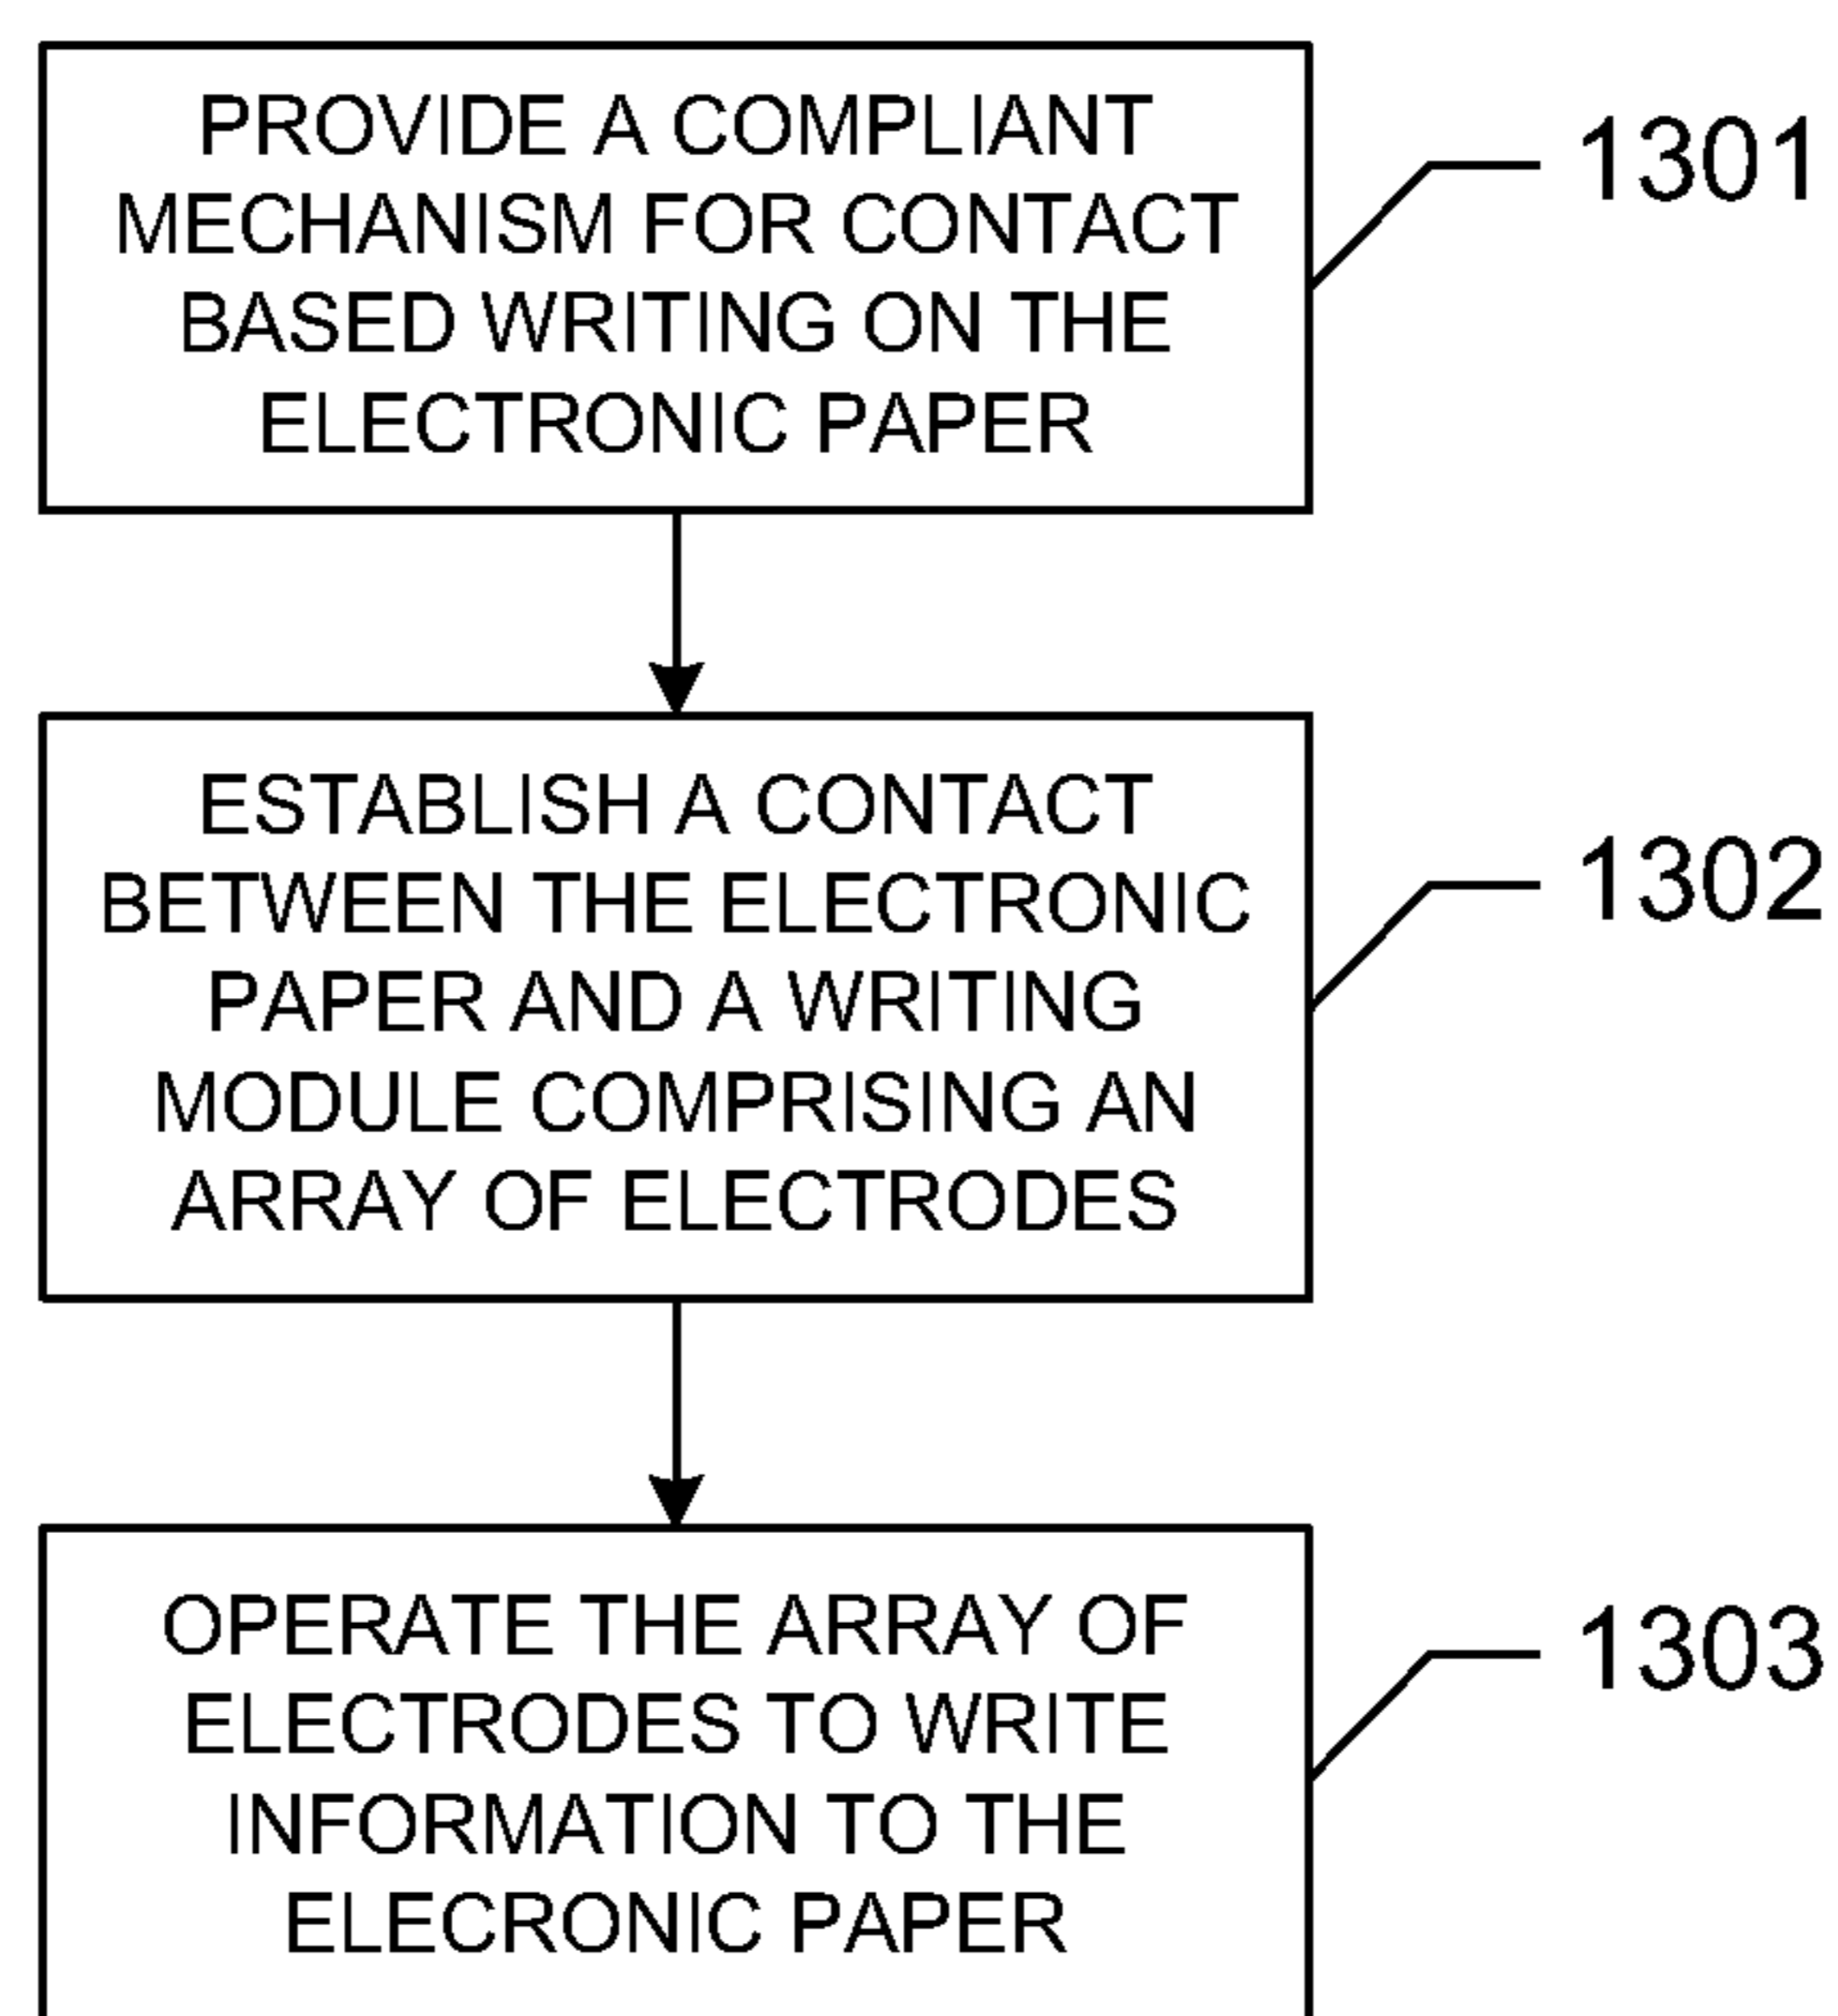 PROVIDE A COMPLIANT
MECHANISM FOR CONTACT
BASED WRITING ON THE
ELECTRONIC PAPER
1301
ESTABLISH A CONTACT
BETWEEN THE ELECTRONIC
PAPER AND A WRITING
MODULE COMPRISING AN
ARRAY OF ELECTRODES
1302
OPERATE THE ARRAY OF
ELECTRODES TO WRITE
INFORMATION TO THE
ELECRONIC PAPER
1303